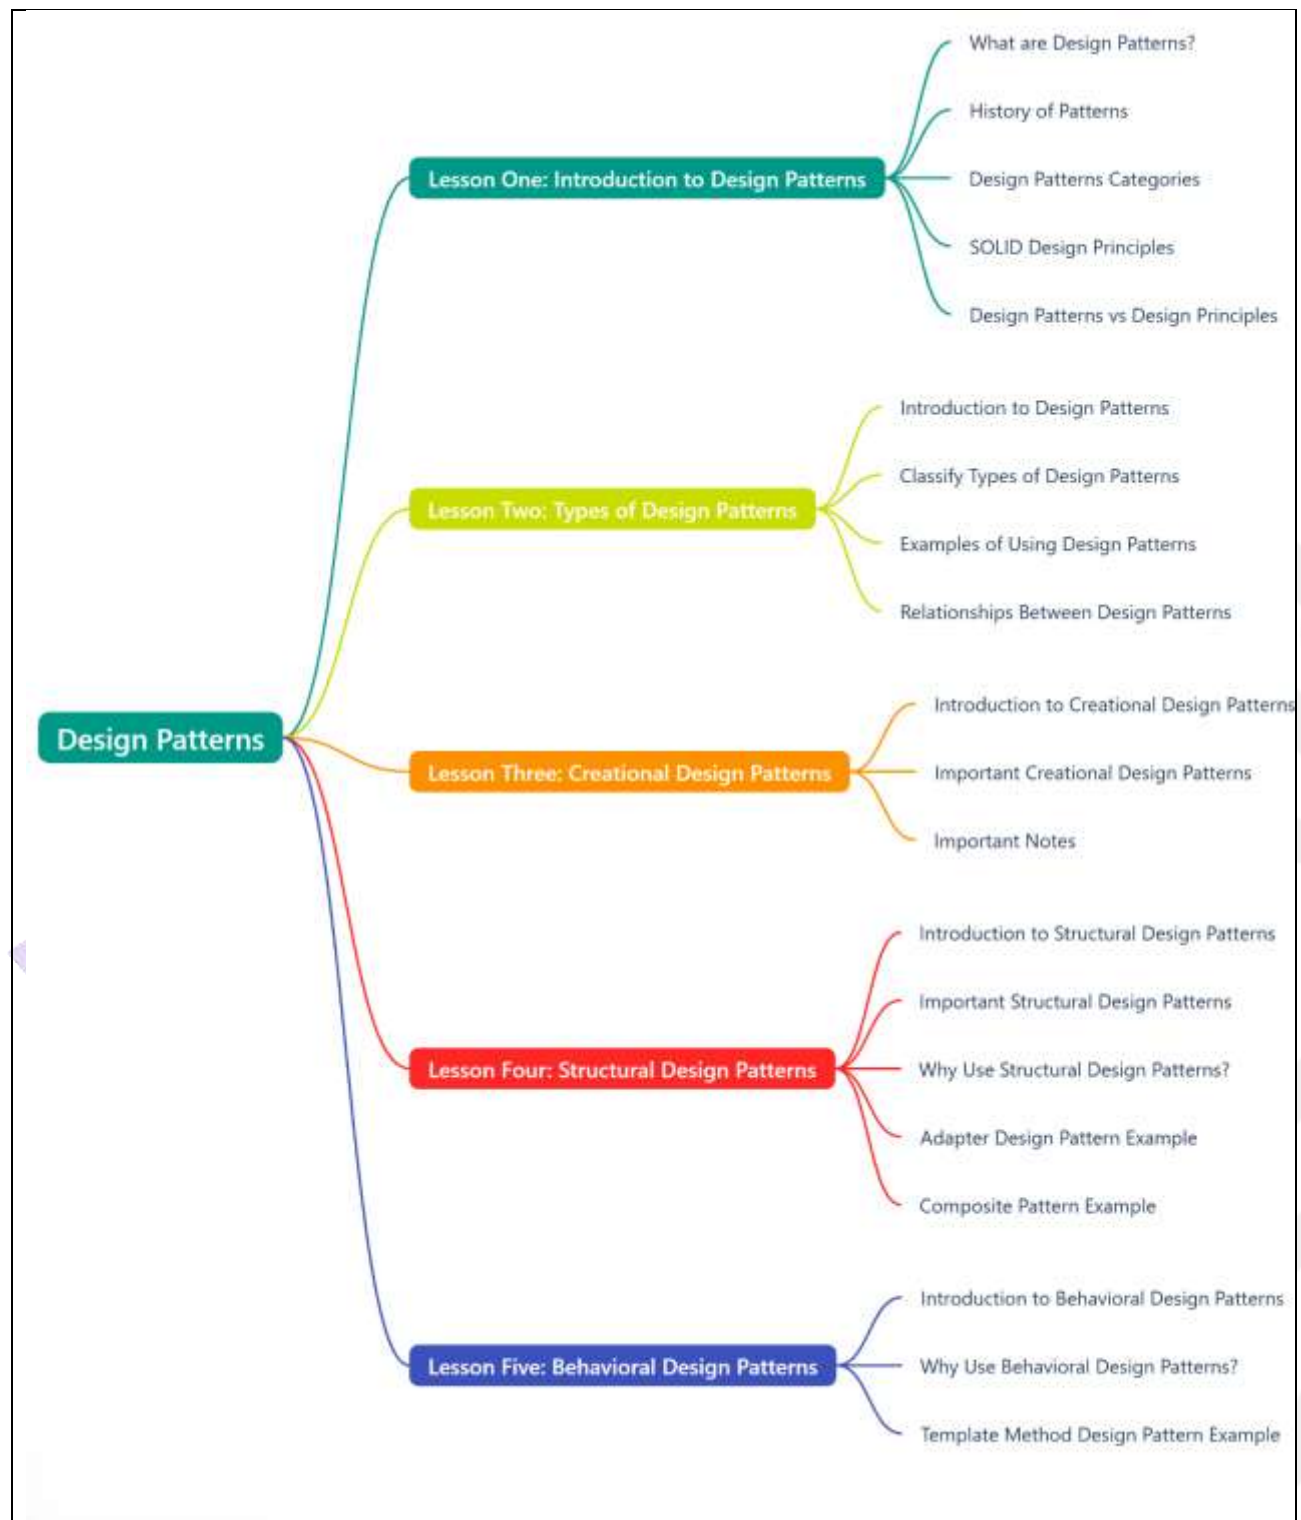 Design Patterns
Lesson One: Introduction to Design Patterns
What are Design Patterns?
History of Patterns
Design Patterns Categories
SOLID Design Principles
Design Patterns vs Design Principles
Lesson Two: Types of Design Patterns
Introduction to Design Patterns
Classify Types of Design Patterns
Examples of Using Design Patterns
Relationships Between Design Patterns
Lesson Three: Creational Design Patterns
Introduction to Creational Design Patterns
Important Creational Design Patterns
Important Notes
Lesson Four: Structural Design Patterns
Introduction to Structural Design Patterns
Important Structural Design Patterns
Why Use Structural Design Patterns?
Adapter Design Pattern Example
Composite Pattern Example
Lesson Five: Behavioral Design Patterns
Introduction to Behavioral Design Patterns
Why Use Behavioral Design Patterns?
Template Method Design Pattern Example